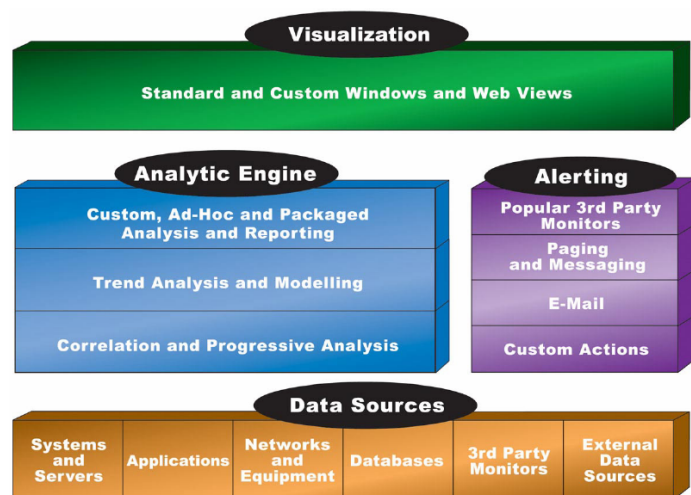 Visualization
Standard and Custom Windows and Web Views
Analytic Engine
Custom, Ad-Hoc and Packaged
Analysis and Reporting
Trend Analysis and Modelling
Correlation and Progressive Analysis
Alerting
Popular 3rd Party
Monitors
Paging
and Messaging
E-Mail
Custom Actions
Data Sources
Systems
and
Servers
Applications
Networks
and
Equipment
Databases
3rd Party
Monitors
External
Data
Sources